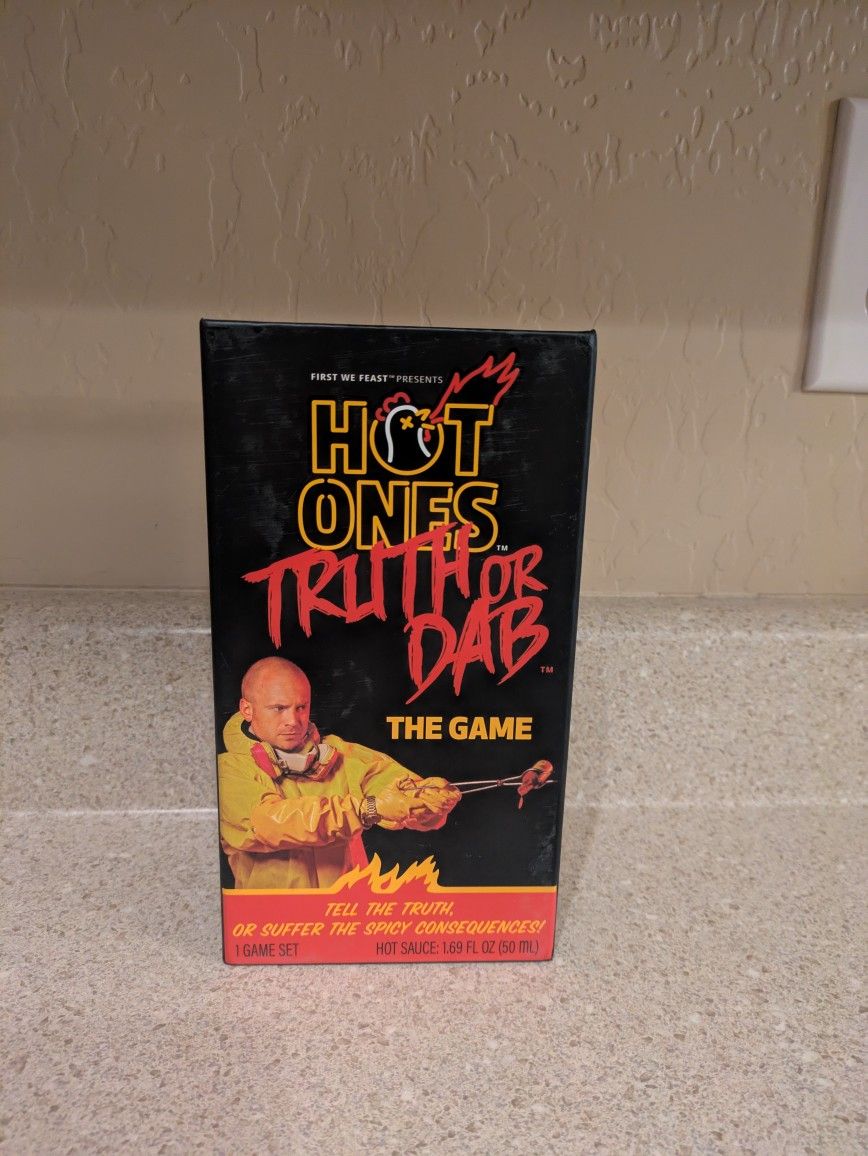 FIRST WE FEAST™ PRESENTS
HOT
ONES™
TRUTH OR
DAB™
THE GAME
TELL THE TRUTH,
OR SUFFER THE SPICY CONSEQUENCES!
1 GAME SET HOT SAUCE: 1.69 FL OZ (50 mL)